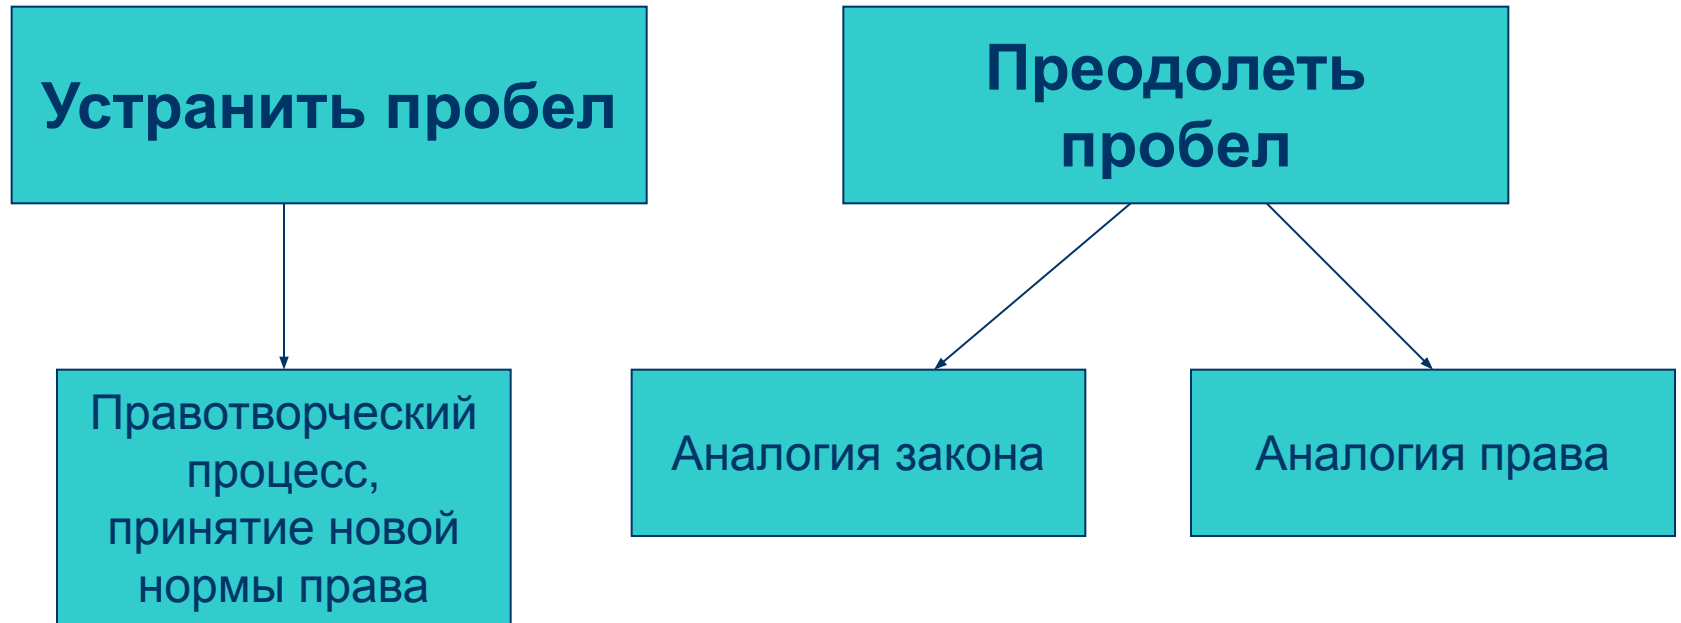 Устранить пробел
Преодолеть
пробел
Правотворческий
процесс,
принятие новой
нормы права
Аналогия закона
Аналогия права